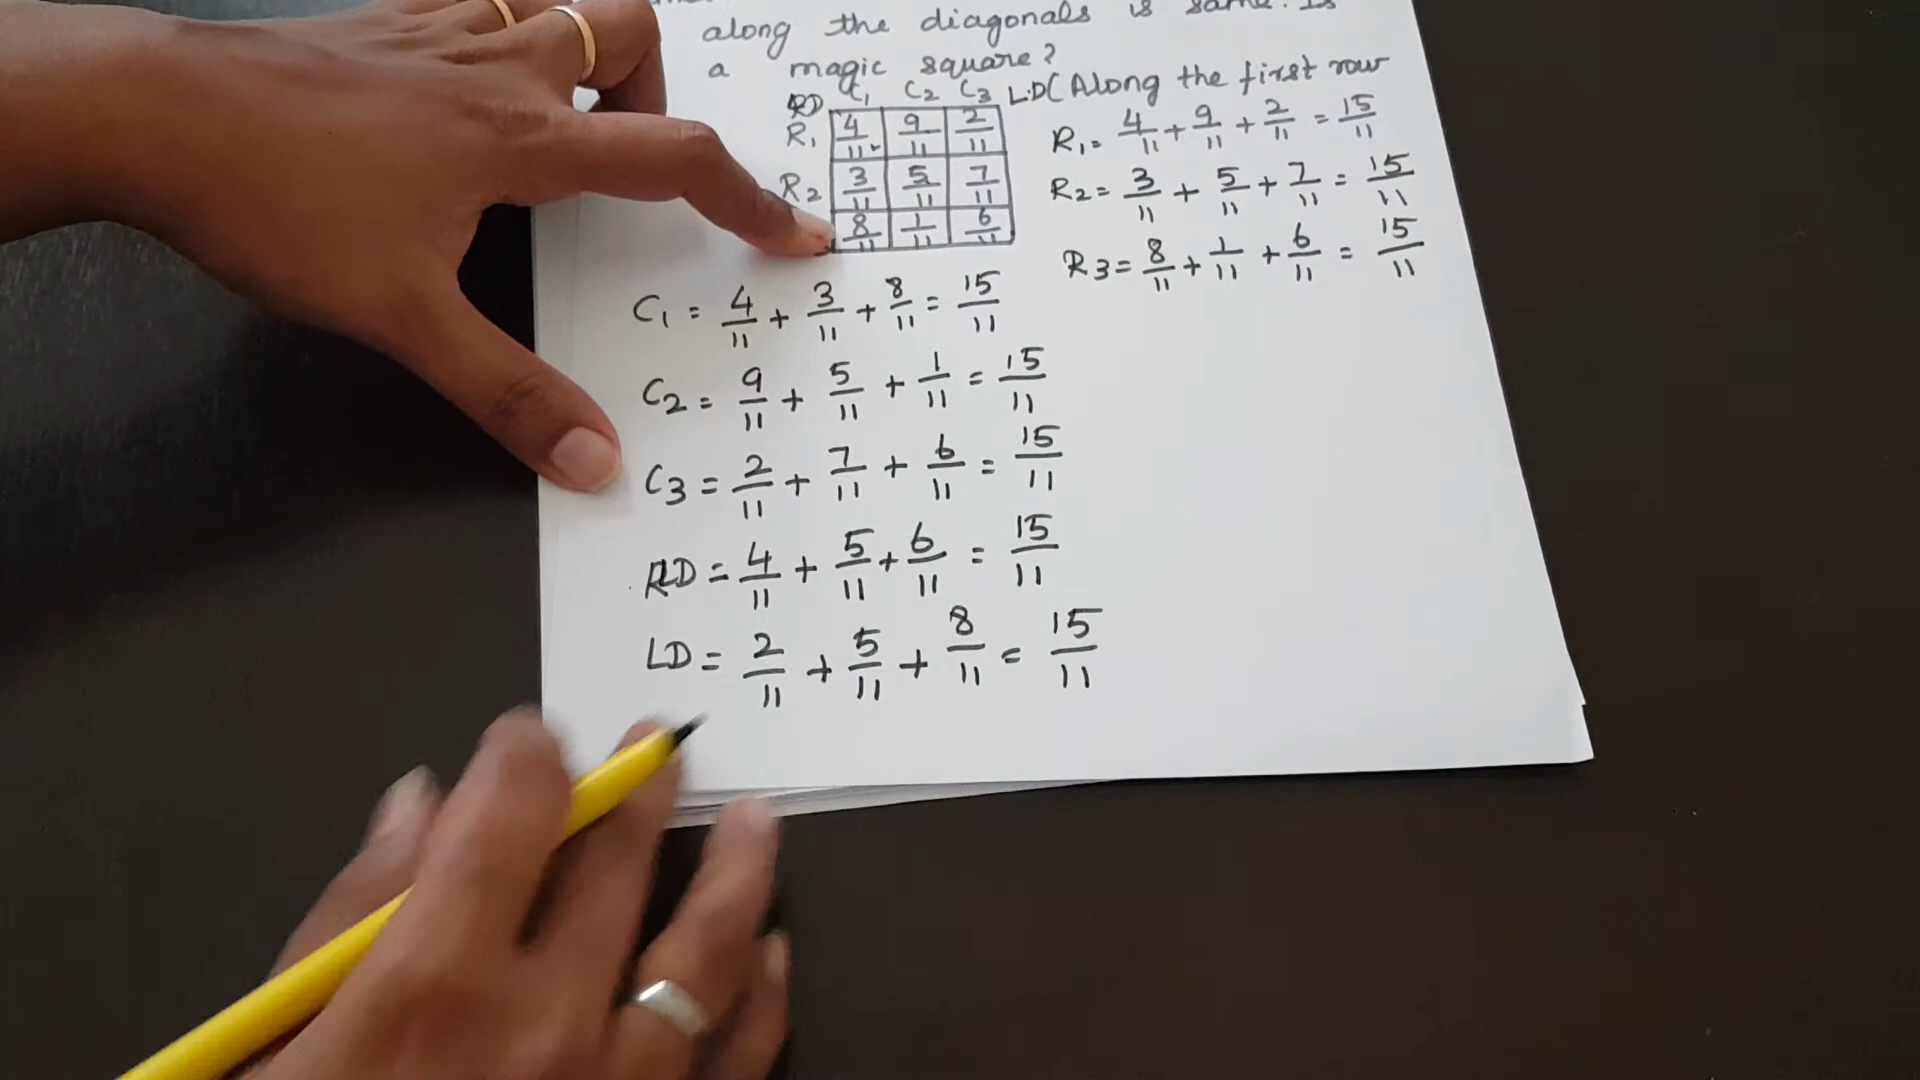 along the diagonals is same. Is
a magic square?
RD C1 C2 C3 LD (Along the first row
R1 4/11 9/11 2/11
R2 3/11 5/11 7/11
8/11 1/11 6/11
R1 = 4/11 + 9/11 + 2/11 = 15/11
R2 = 3/11 + 5/11 + 7/11 = 15/11
R3 = 8/11 + 1/11 + 6/11 = 15/11
C1 = 4/11 + 3/11 + 8/11 = 15/11
C2 = 9/11 + 5/11 + 1/11 = 15/11
C3 = 2/11 + 7/11 + 6/11 = 15/11
RD = 4/11 + 5/11 + 6/11 = 15/11
LD = 2/11 + 5/11 + 8/11 = 15/11